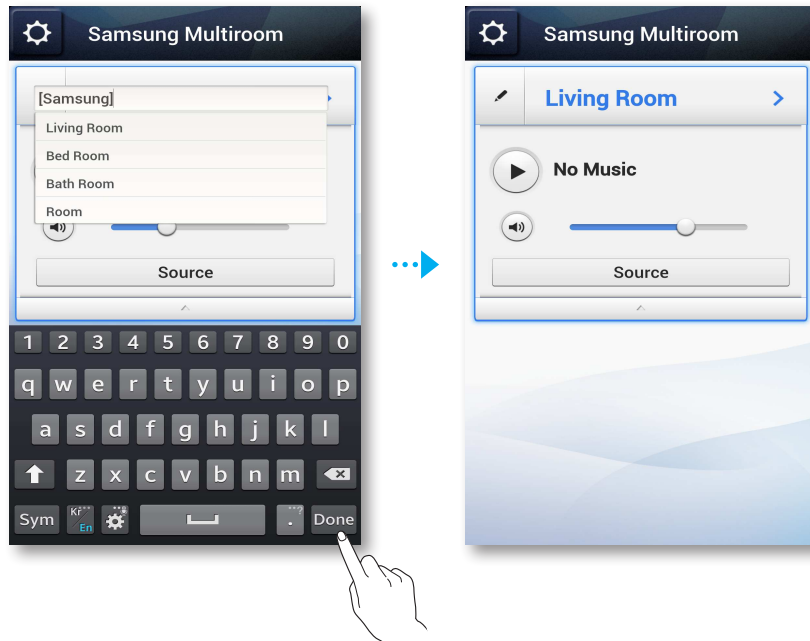 Samsung Multiroom
[Samsung]
Living Room
Bed Room
Bath Room
Room
Source
1 2 3 4 5 6 7 8 9 0
q w e r t y u i o p
a s d f g h j k l
z x c v b n m
Sym Kr En . ? Done
Samsung Multiroom
Living Room
No Music
Source